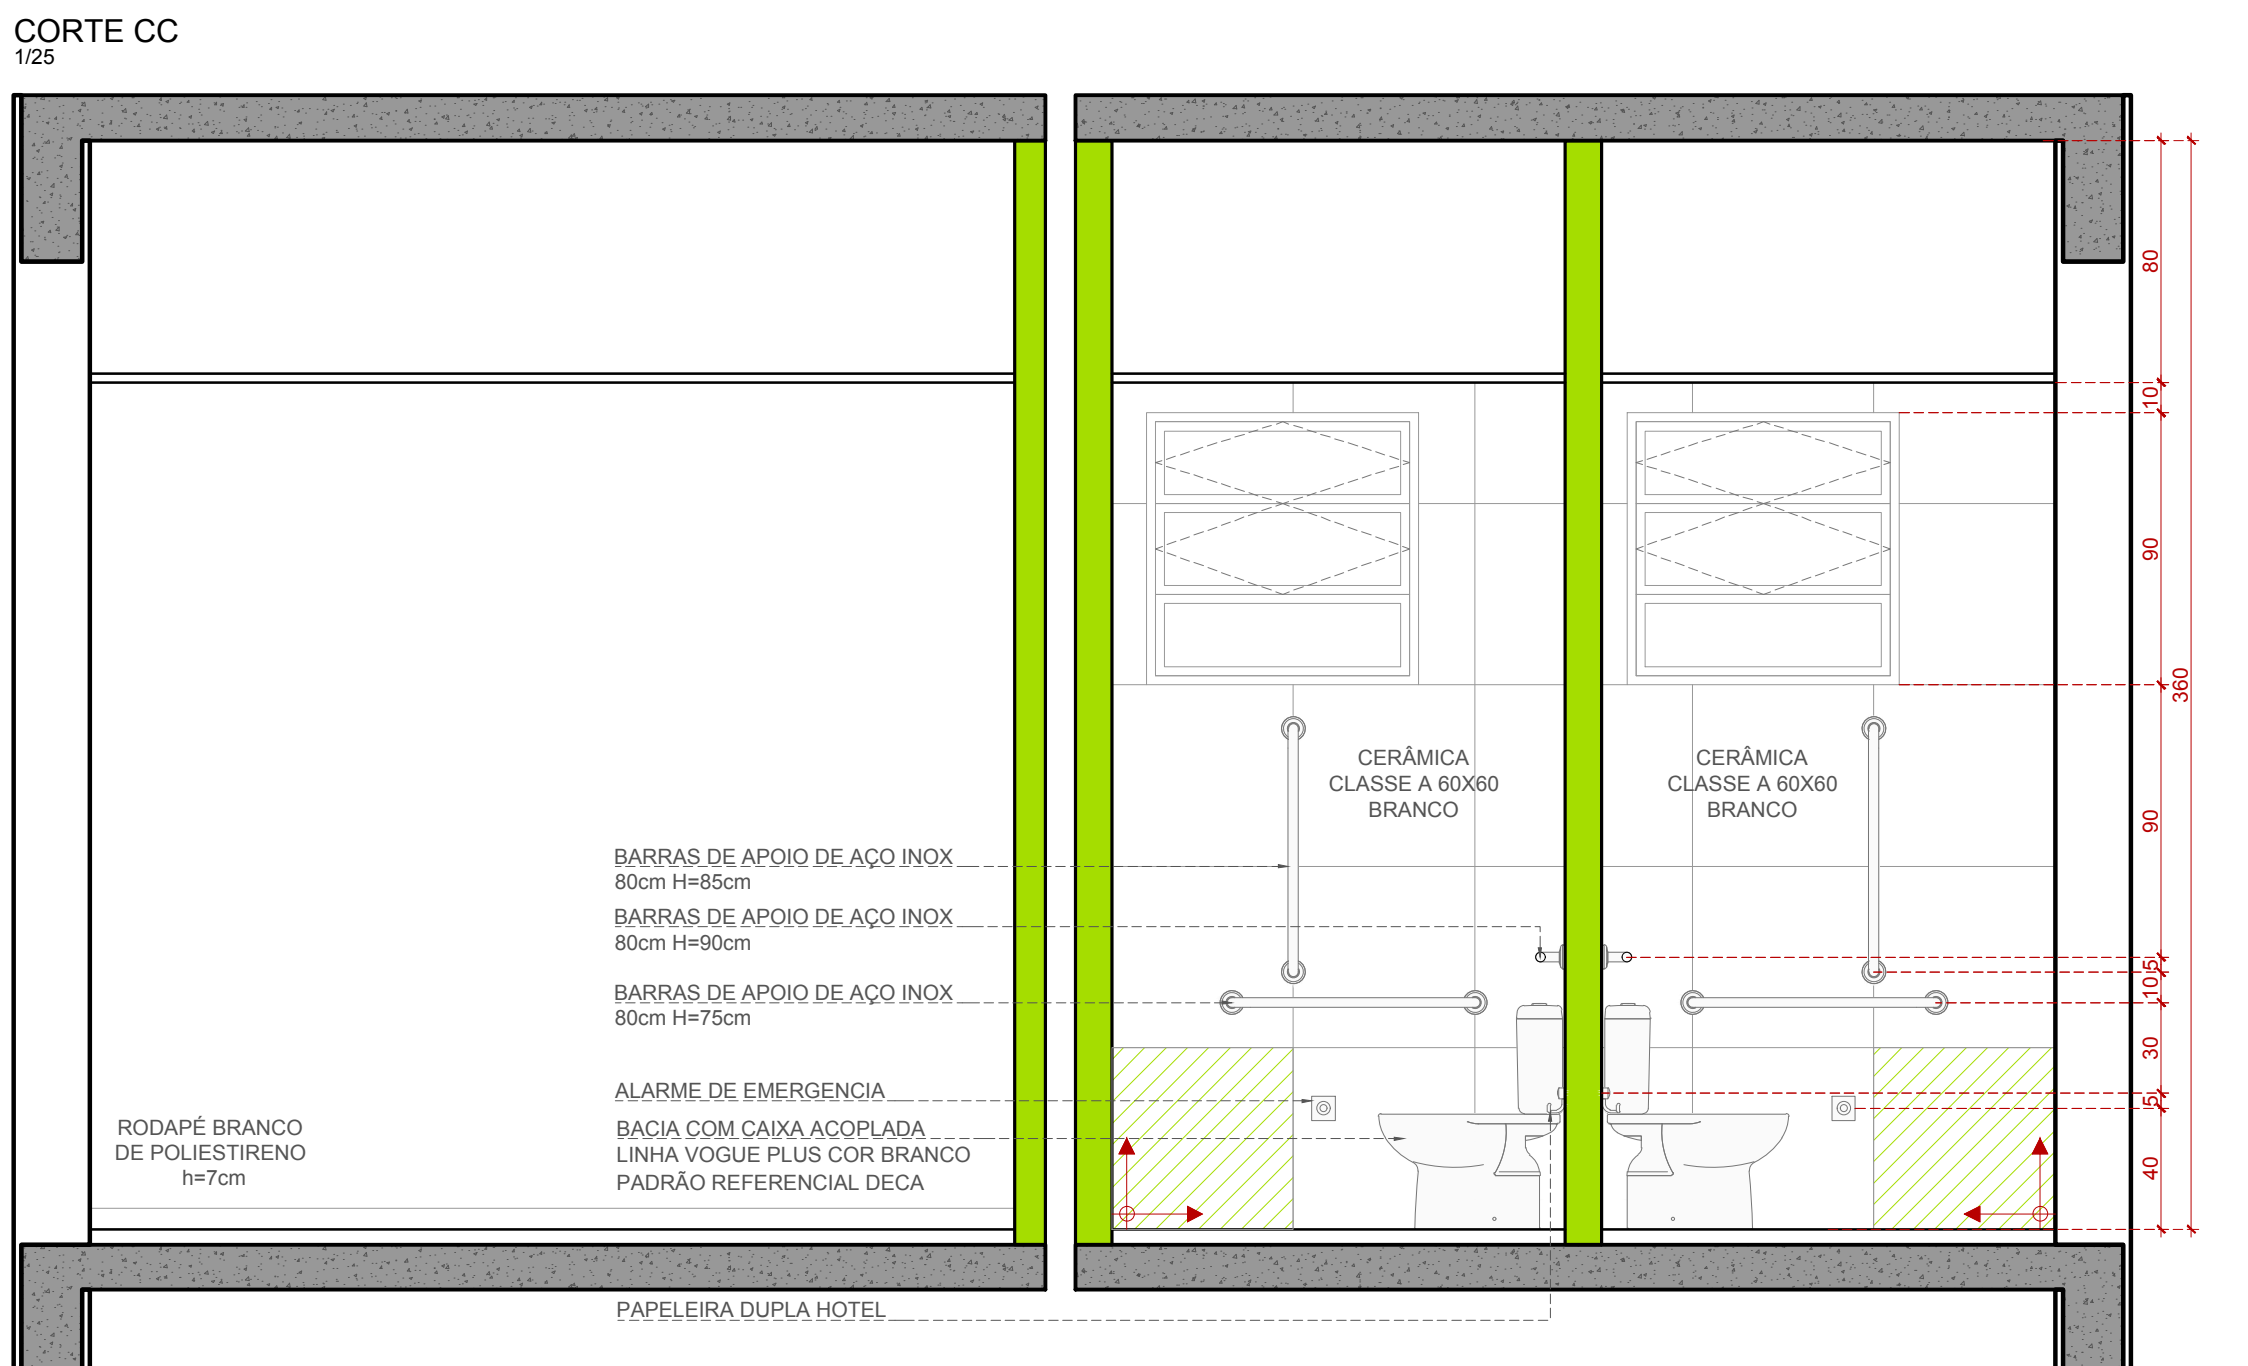 CORTE CC
1/25
CERÂMICA
CLASSE A 60X60
BRANCO
CERÂMICA
CLASSE A 60X60
BRANCO
BARRAS DE APOIO DE AÇO INOX
80cm H=85cm
BARRAS DE APOIO DE AÇO INOX
80cm H=90cm
BARRAS DE APOIO DE AÇO INOX
80cm H=75cm
ALARME DE EMERGENCIA
BACIA COM CAIXA ACOPLADA
LINHA VOGUE PLUS COR BRANCO
PADRÃO REFERENCIAL DECA
RODAPÉ BRANCO
DE POLIESTIRENO
h=7cm
PAPELEIRA DUPLA HOTEL
80
10
90
90
5
10
30
5
40
360